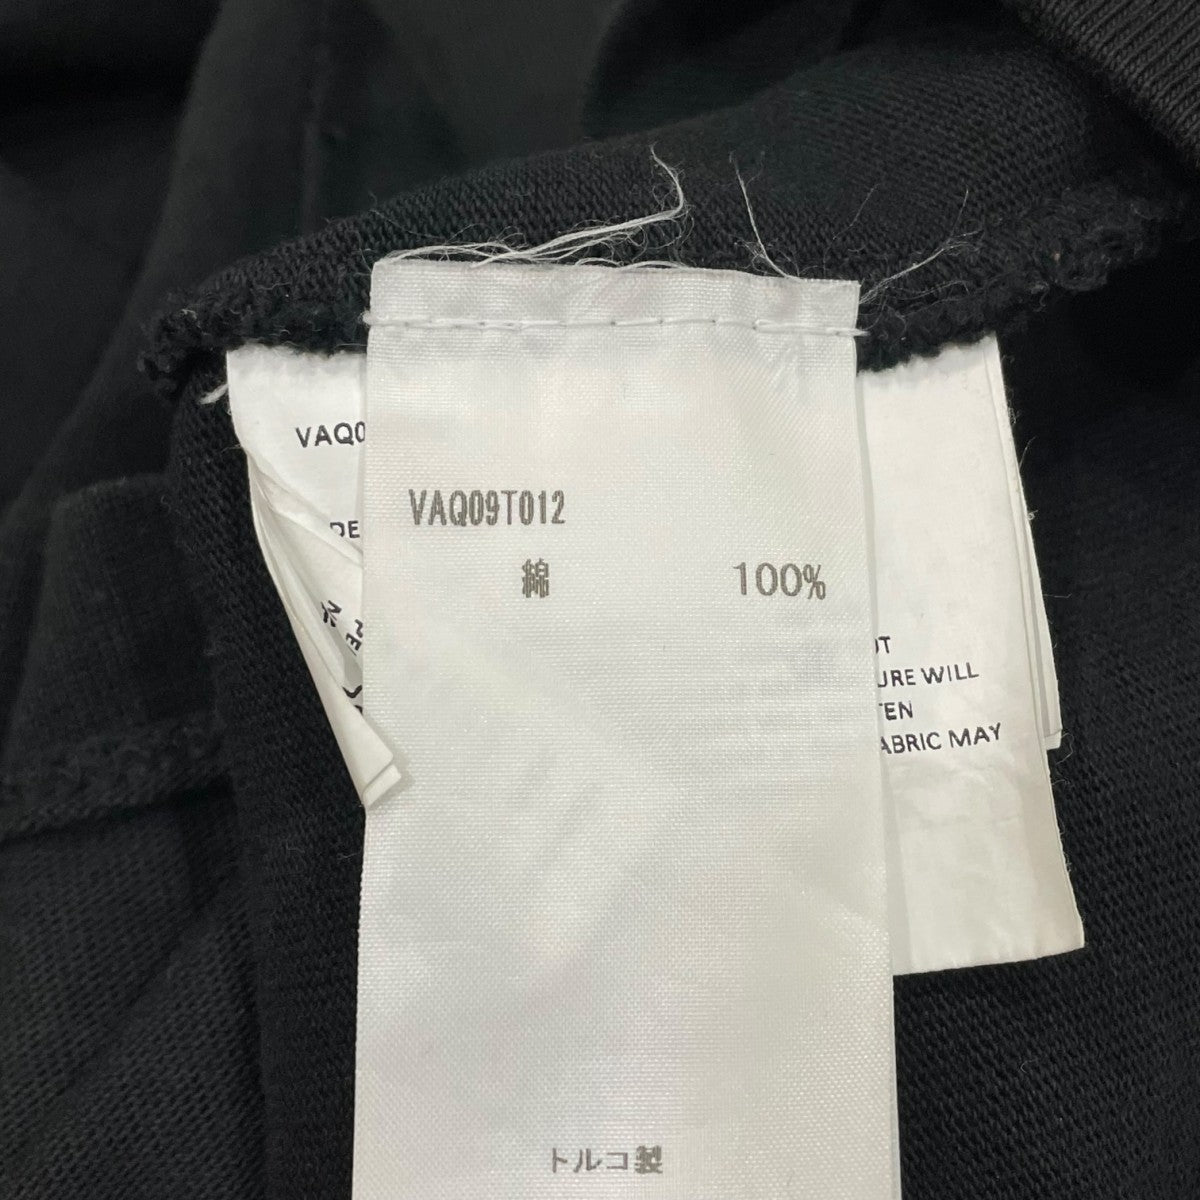 VAQ0
DE
VAQ09T012
綿 100%
OT
URE WILL
TEN
ABRIC MAY
トルコ製